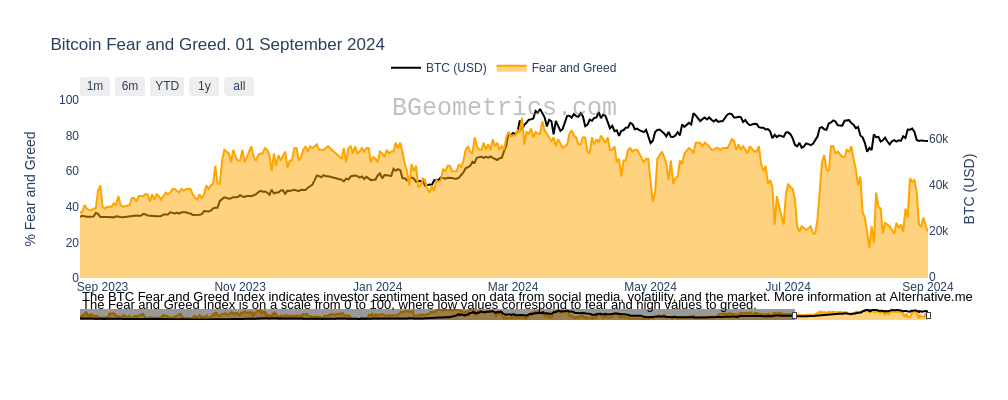 Bitcoin Fear and Greed. 01 September 2024
BTC (USD) Fear and Greed
1m 6m YTD 1y all
BGeometrics.com
100
80
60
40
20
0
% Fear and Greed
60k
40k
20k
0
BTC (USD)
Sep 2023 Nov 2023 Jan 2024 Mar 2024 May 2024 Jul 2024 Sep 2024
The BTC Fear and Greed Index indicates investor sentiment based on data from social media, volatility, and the market. More information at Alternative.me
The Fear and Greed Index is on a scale from 0 to 100, where low values correspond to fear and high values to greed.